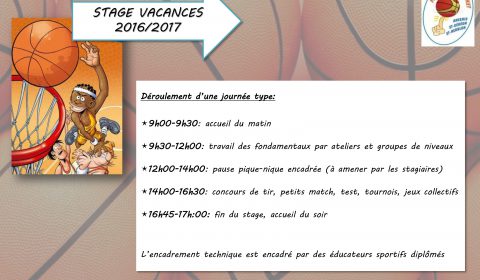 STAGE VACANCES
2016/2017
Déroulement d'une journée type:
★9h00-9h30: accueil du matin
★9h30-12h00: travail des fondamentaux par ateliers et groupes de niveaux
★12h00-14h00: pause pique-nique encadrée (à amener par les stagiaires)
★14h00-16h30: concours de tir, petits match, test, tournois, jeux collectifs
★16h45-17h:00: fin du stage, accueil du soir
L'encadrement technique est encadré par des éducateurs sportifs diplômés